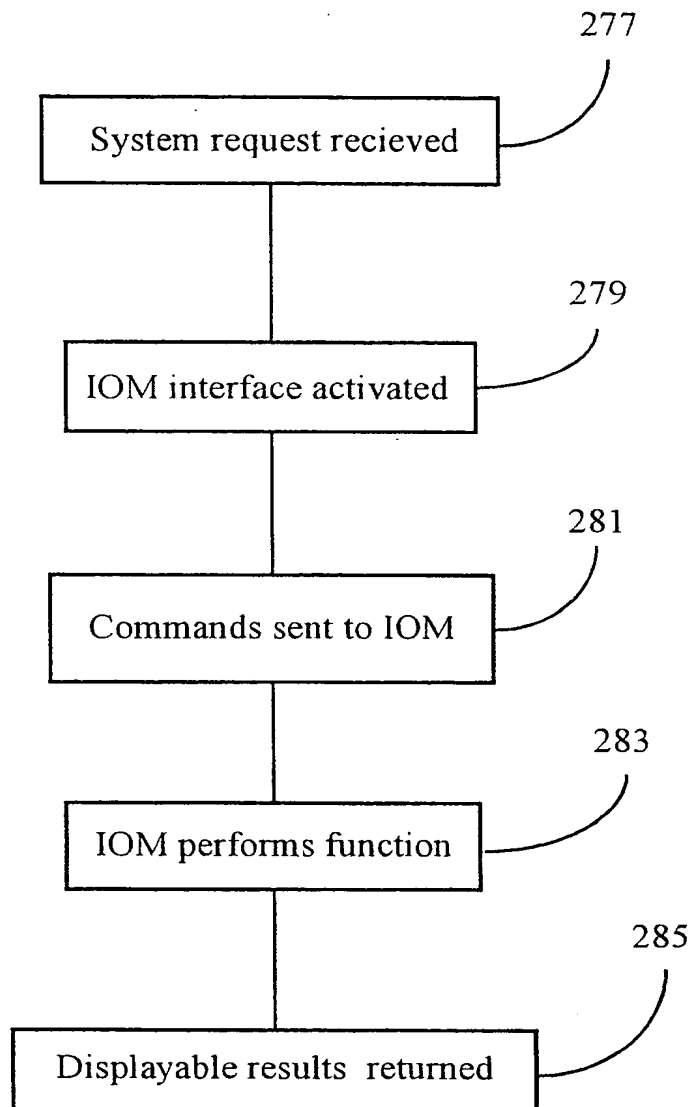 277
System request recieved
279
IOM interface activated
281
Commands sent to IOM
283
IOM performs function
285
Displayable results returned